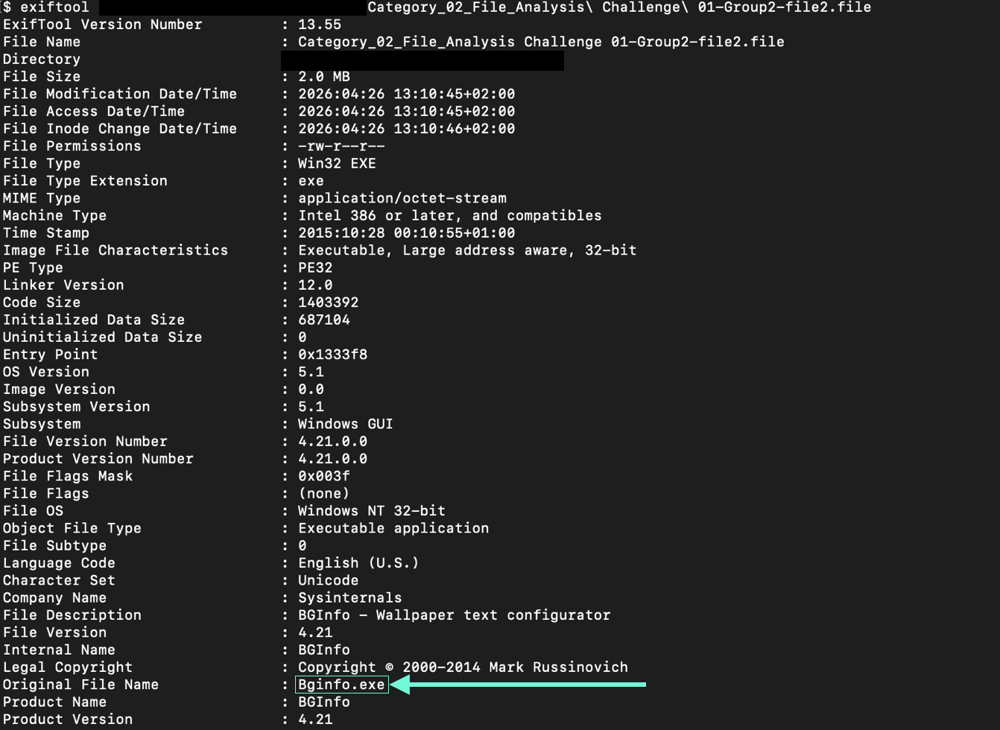 $ exiftool Category_02_File_Analysis\ Challenge\ 01-Group2-file2.file
ExifTool Version Number : 13.55
File Name : Category_02_File_Analysis Challenge 01-Group2-file2.file
Directory
File Size : 2.0 MB
File Modification Date/Time : 2026:04:26 13:10:45+02:00
File Access Date/Time : 2026:04:26 13:10:45+02:00
File Inode Change Date/Time : 2026:04:26 13:10:46+02:00
File Permissions : -rw-r--r--
File Type : Win32 EXE
File Type Extension : exe
MIME Type : application/octet-stream
Machine Type : Intel 386 or later, and compatibles
Time Stamp : 2015:10:28 00:10:55+01:00
Image File Characteristics : Executable, Large address aware, 32-bit
PE Type : PE32
Linker Version : 12.0
Code Size : 1403392
Initialized Data Size : 687104
Uninitialized Data Size : 0
Entry Point : 0x1333f8
OS Version : 5.1
Image Version : 0.0
Subsystem Version : 5.1
Subsystem : Windows GUI
File Version Number : 4.21.0.0
Product Version Number : 4.21.0.0
File Flags Mask : 0x003f
File Flags : (none)
File OS : Windows NT 32-bit
Object File Type : Executable application
File Subtype : 0
Language Code : English (U.S.)
Character Set : Unicode
Company Name : Sysinternals
File Description : BGInfo - Wallpaper text configurator
File Version : 4.21
Internal Name : BGInfo
Legal Copyright : Copyright © 2000-2014 Mark Russinovich
Original File Name : Bginfo.exe
Product Name : BGInfo
Product Version : 4.21